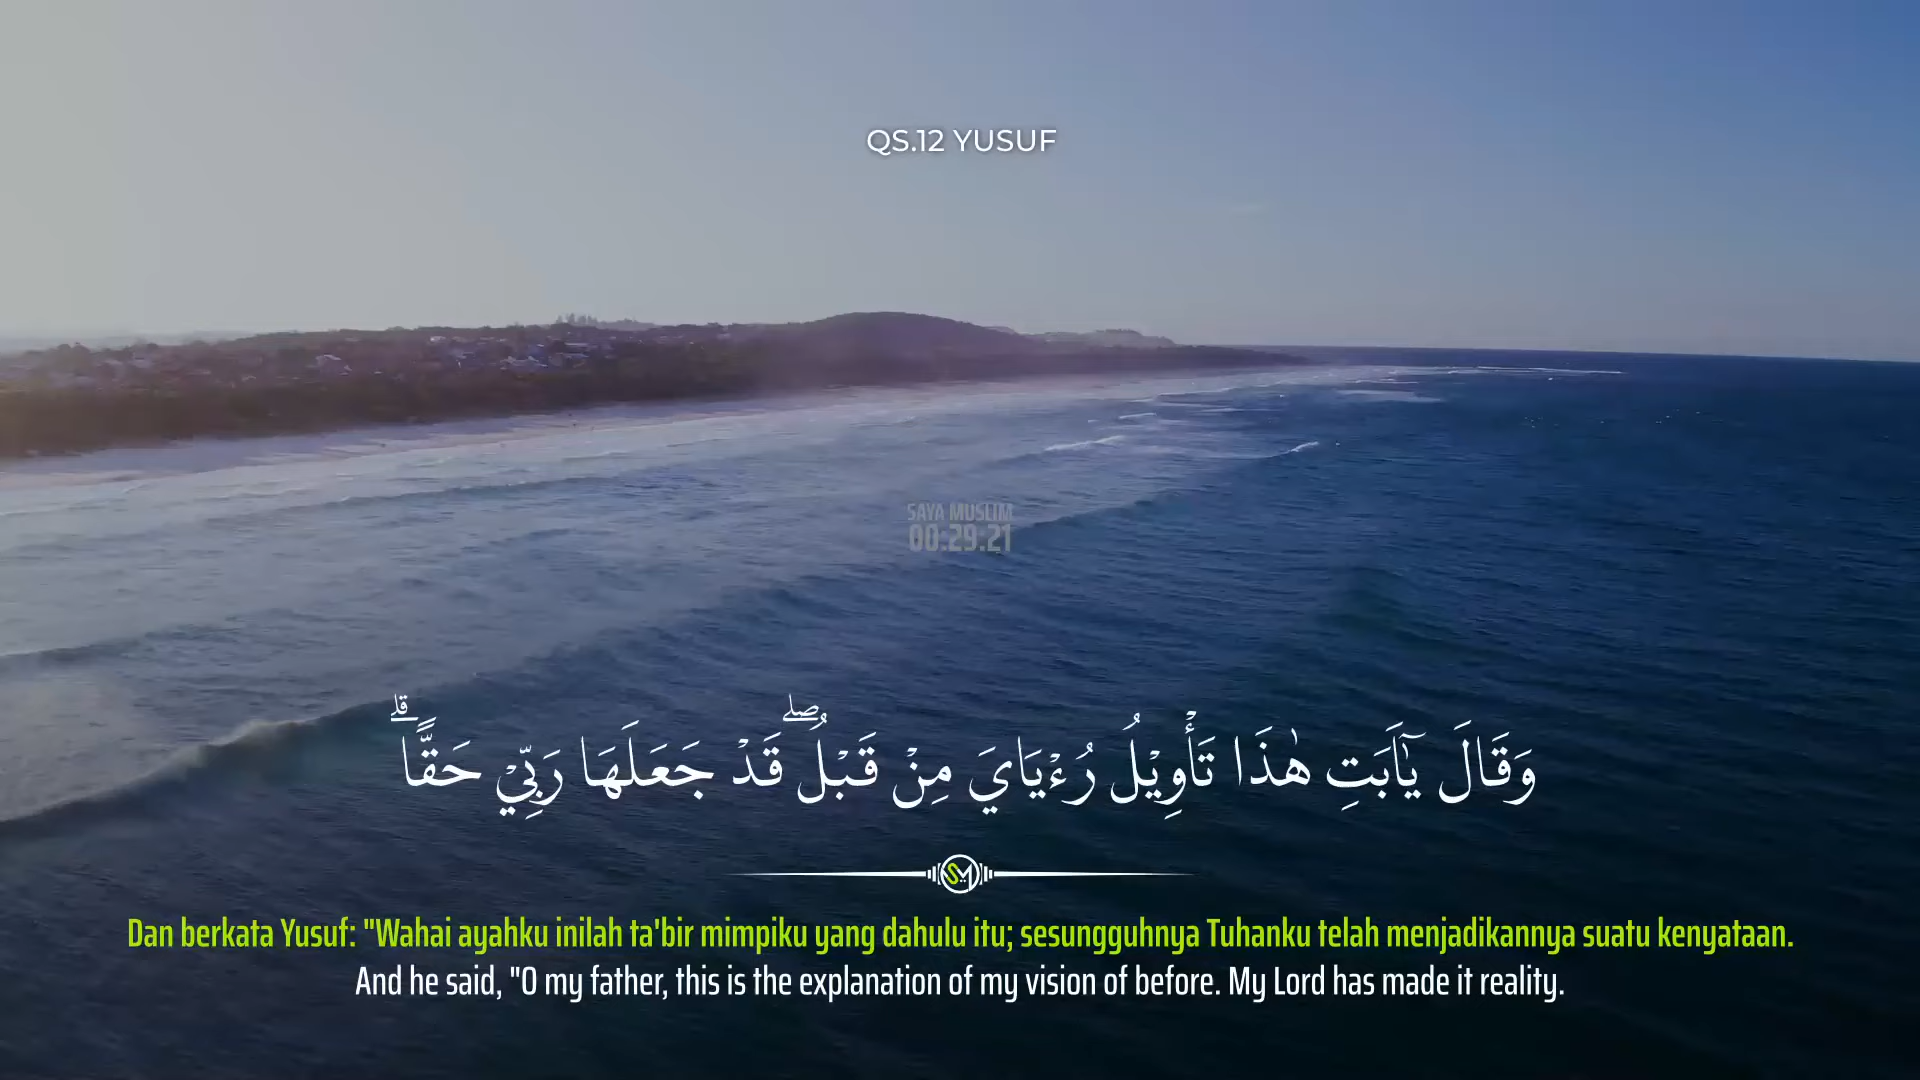 QS.12 YUSUF
SAYA MUSLIM
00:29:21
وَقَالَ يٰٓاَبَتِ هٰذَا تَأْوِيْلُ رُءْيَايَ مِنْ قَبْلُ ۖ قَدْ جَعَلَهَا رَبِّيْ حَقًّا ۗ
SM
Dan berkata Yusuf: "Wahai ayahku inilah ta'bir mimpiku yang dahulu itu; sesungguhnya Tuhanku telah menjadikannya suatu kenyataan.
And he said, "O my father, this is the explanation of my vision of before. My Lord has made it reality.